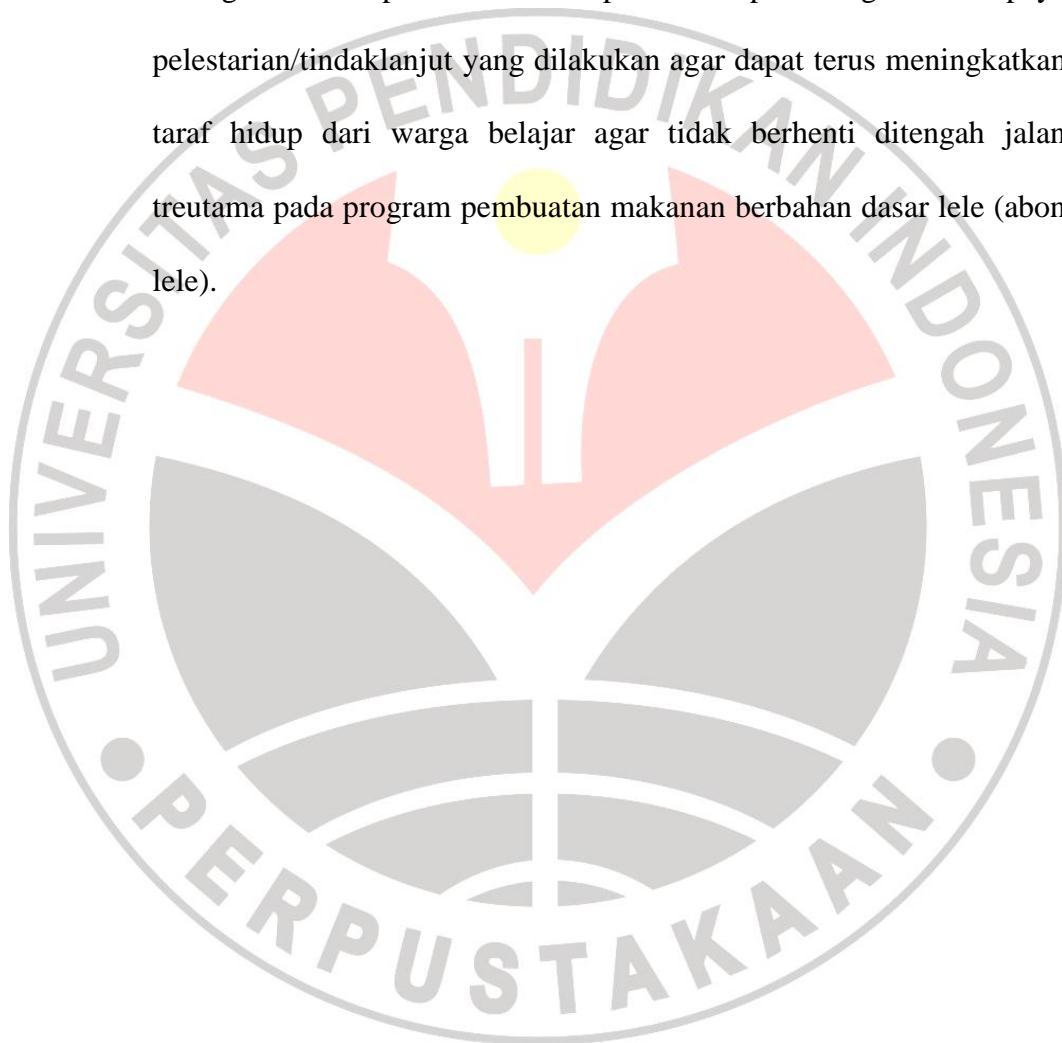 pelestarian/tindaklanjut yang dilakukan agar dapat terus meningkatkan
taraf hidup dari warga belajar agar tidak berhenti ditengah jalan
treutama pada program pembuatan makanan berbahan dasar lele (abon
lele).
UNIVERSITAS PENDIDIKAN INDONESIA
PERPUSTAKAAN